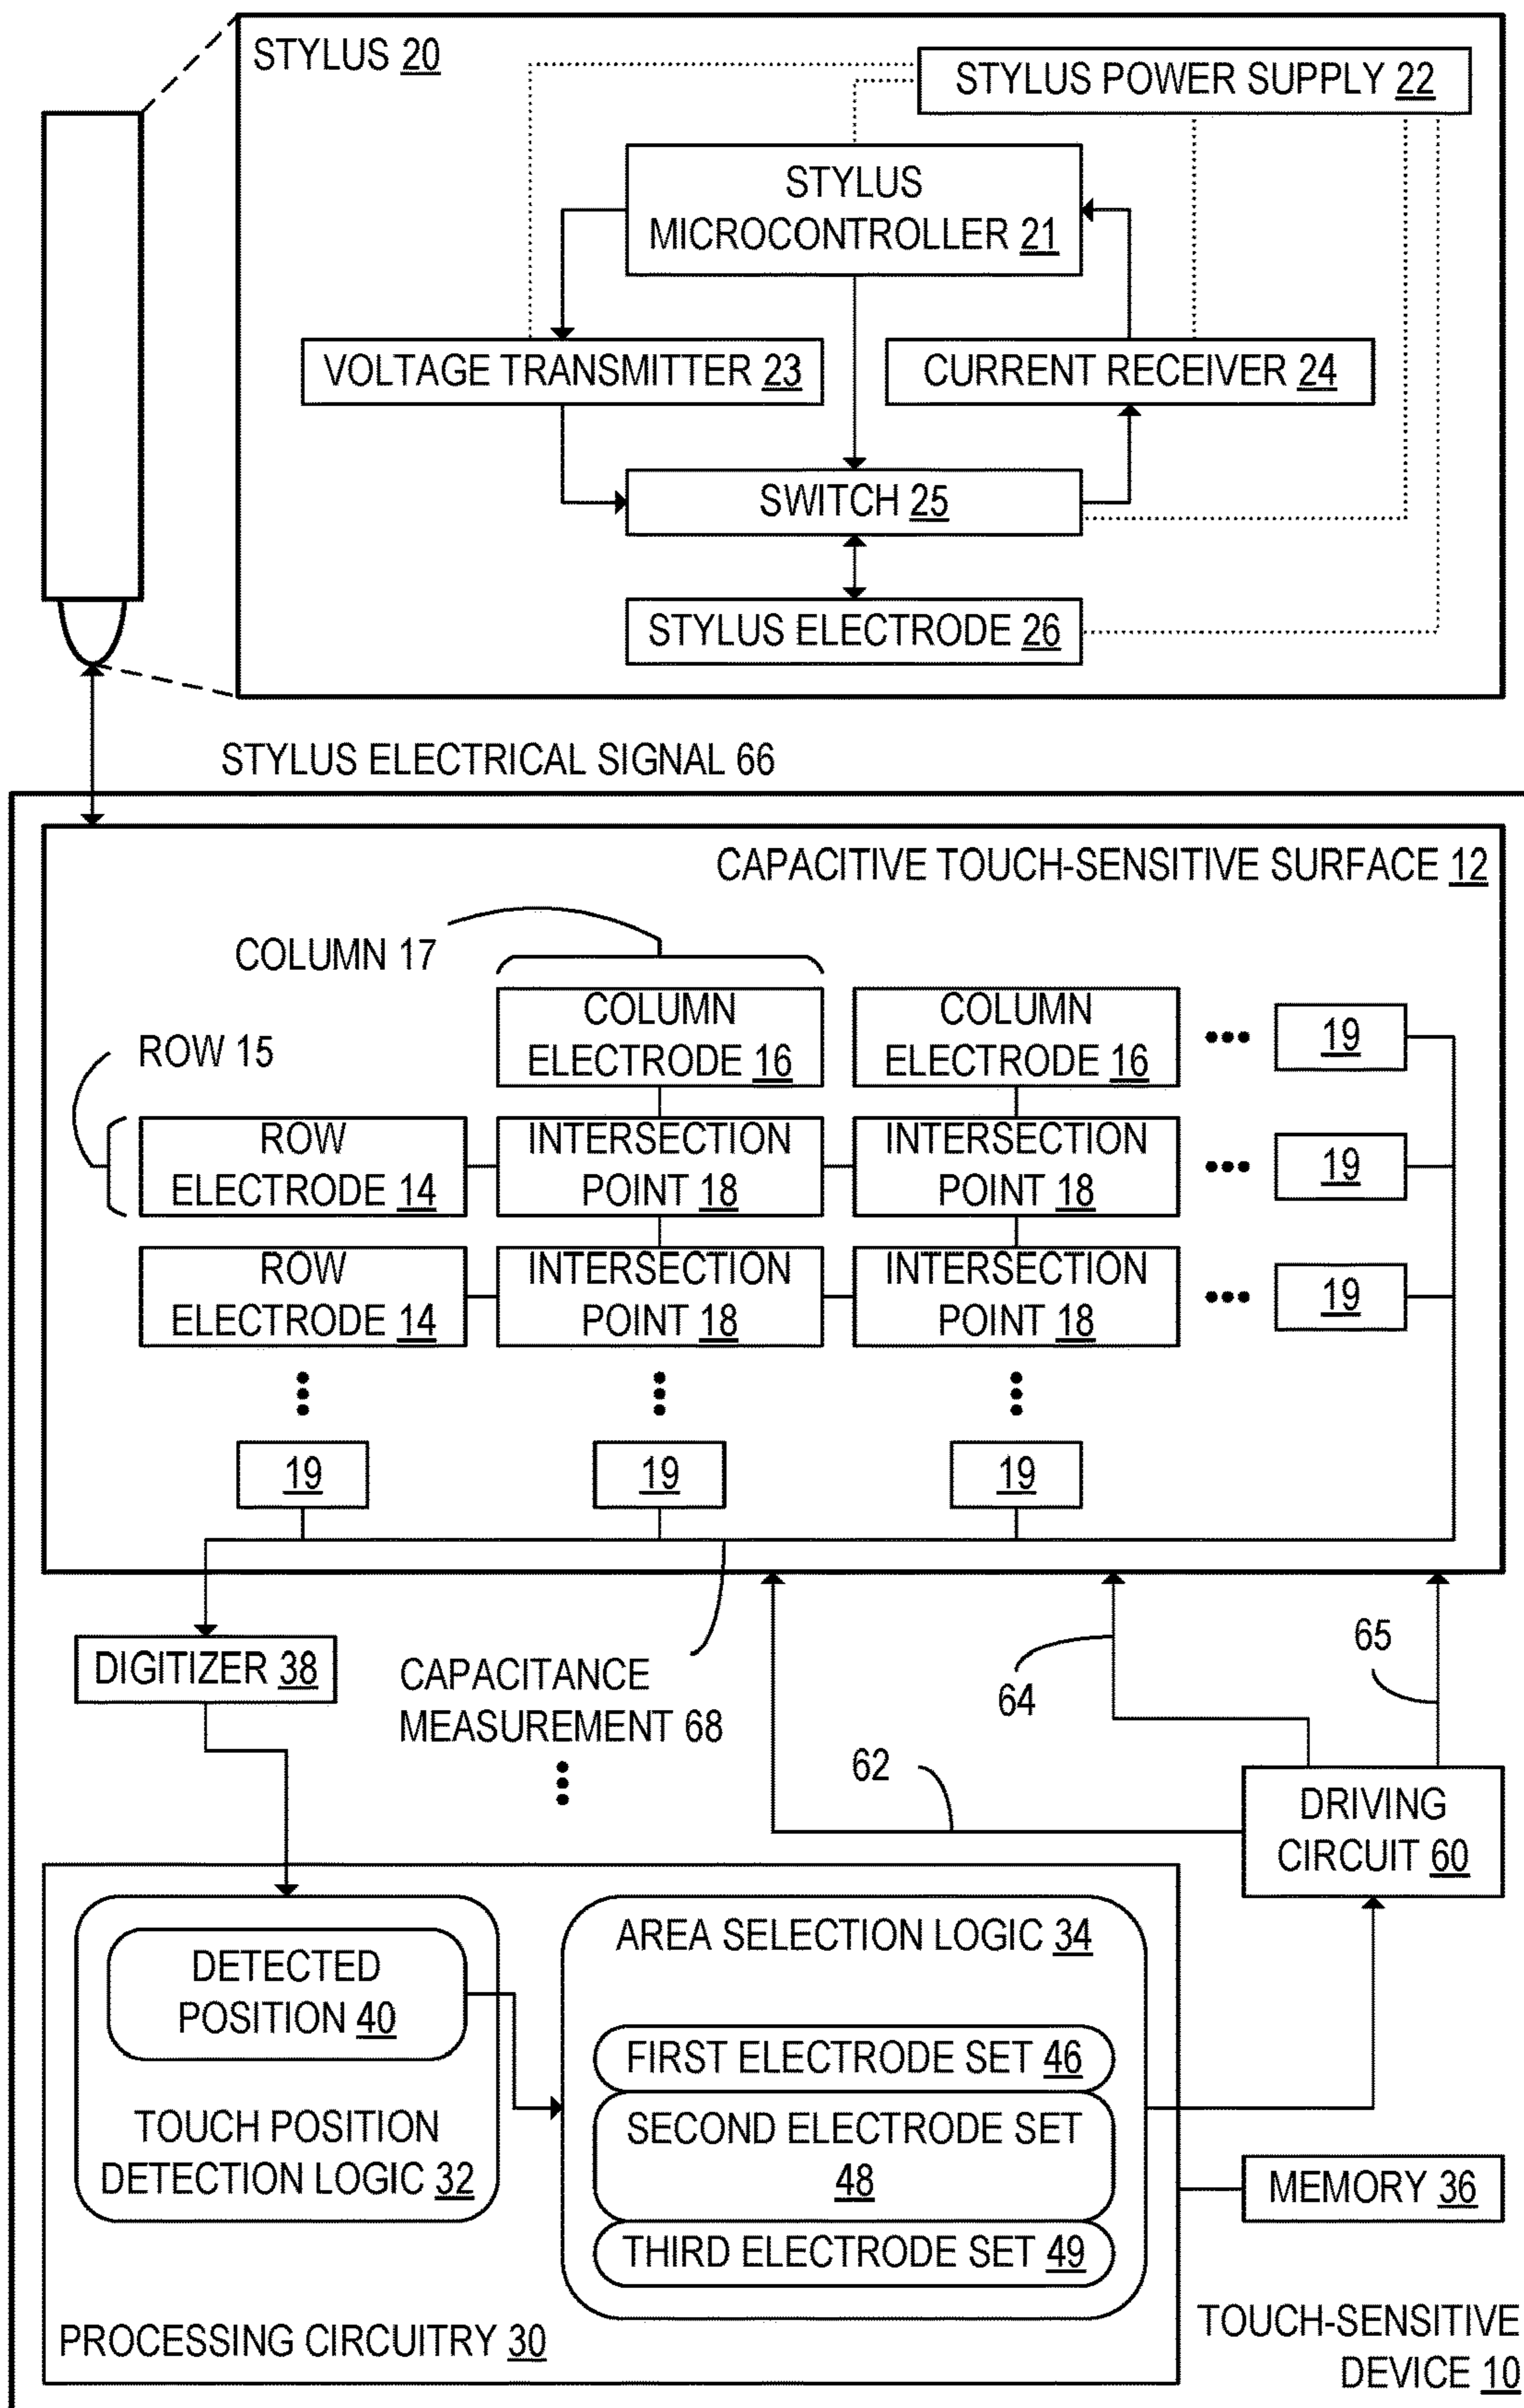 STYLUS 20
STYLUS POWER SUPPLY 22
STYLUS
MICROCONTROLLER 21
VOLTAGE TRANSMITTER 23
CURRENT RECEIVER 24
SWITCH 25
STYLUS ELECTRODE 26
STYLUS ELECTRICAL SIGNAL 66
CAPACITIVE TOUCH-SENSITIVE SURFACE 12
COLUMN 17
COLUMN
ELECTRODE 16
COLUMN
ELECTRODE 16
19
ROW 15
ROW
ELECTRODE 14
INTERSECTION
POINT 18
INTERSECTION
POINT 18
19
ROW
ELECTRODE 14
INTERSECTION
POINT 18
INTERSECTION
POINT 18
19
19
19
19
DIGITIZER 38
CAPACITANCE
MEASUREMENT 68
64
65
62
DRIVING
CIRCUIT 60
DETECTED
POSITION 40
TOUCH POSITION
DETECTION LOGIC 32
AREA SELECTION LOGIC 34
FIRST ELECTRODE SET 46
SECOND ELECTRODE SET
48
THIRD ELECTRODE SET 49
MEMORY 36
PROCESSING CIRCUITRY 30
TOUCH-SENSITIVE
DEVICE 10